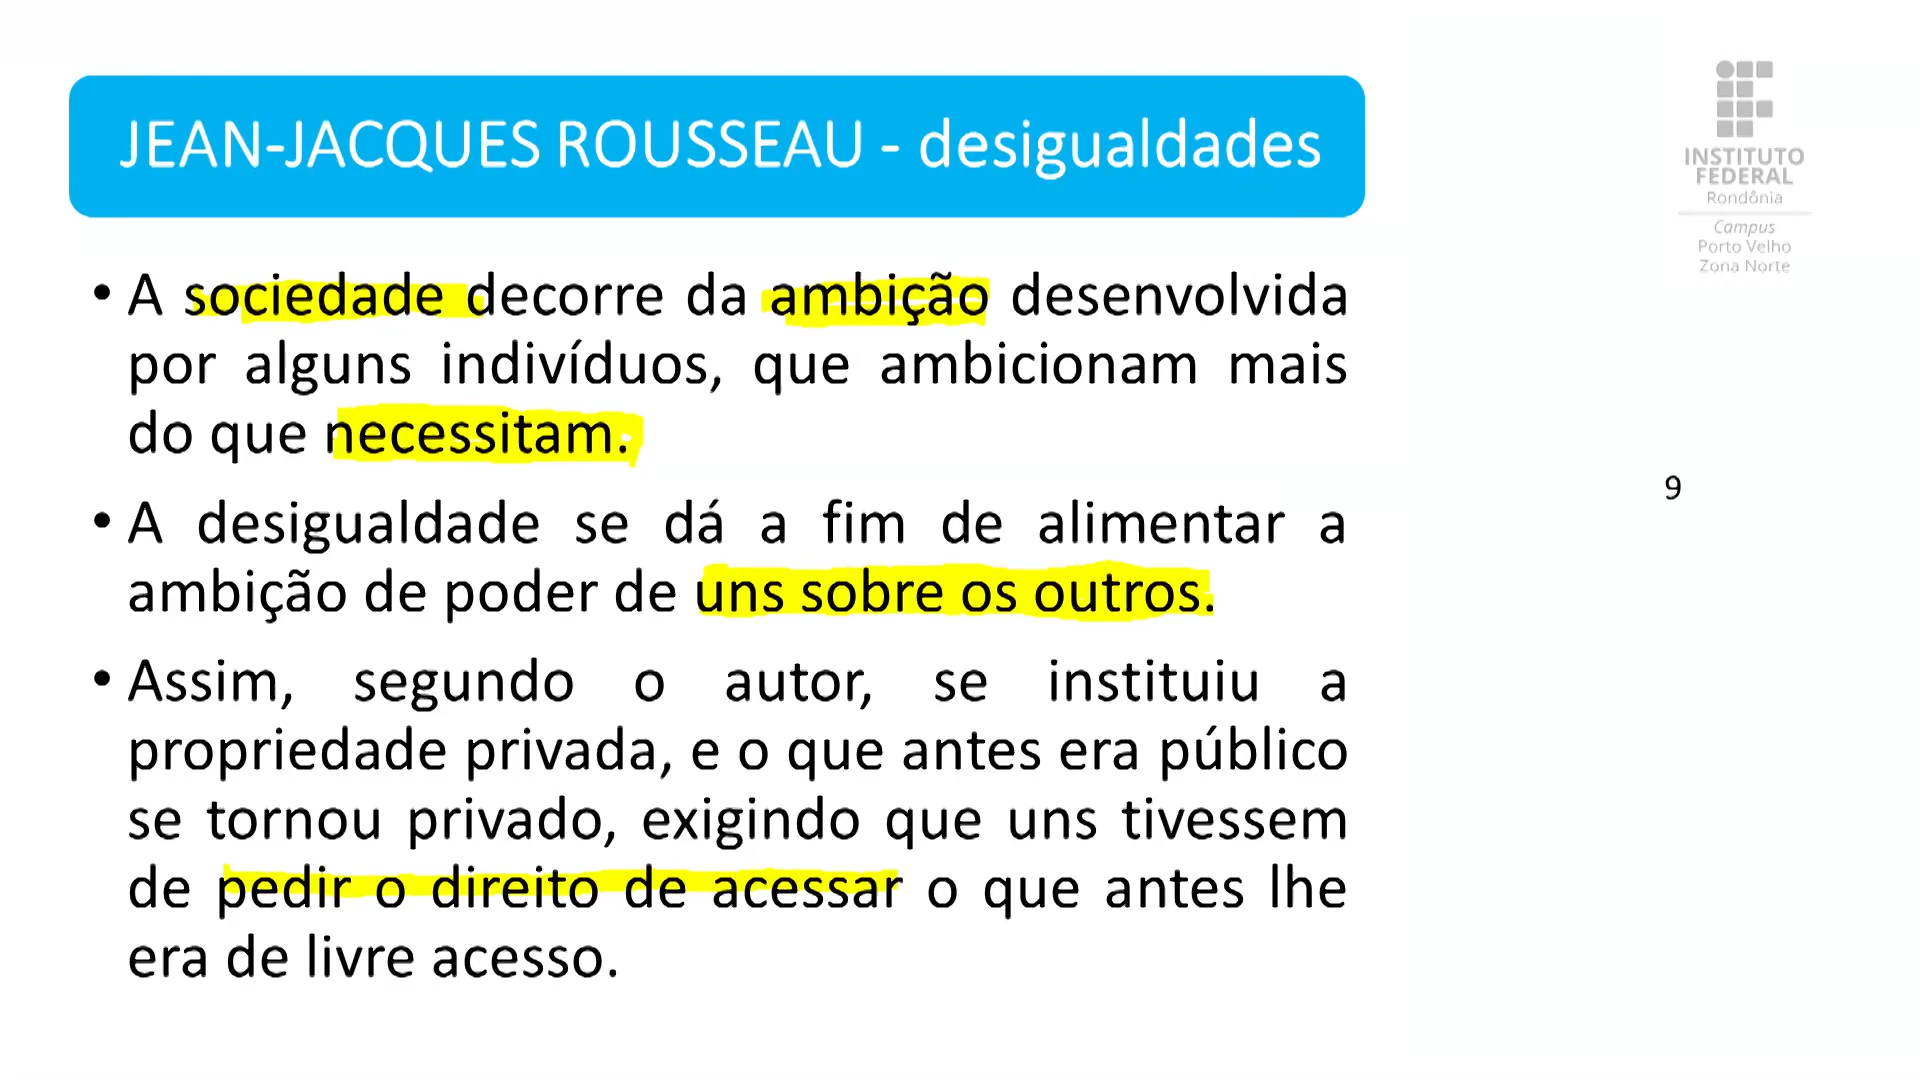 JEAN-JACQUES ROUSSEAU - desigualdades
INSTITUTO
FEDERAL
Rondônia
Campus
Porto Velho
Zona Norte
• A sociedade decorre da ambição desenvolvida
por alguns indivíduos, que ambicionam mais
do que necessitam.
9
• A desigualdade se dá a fim de alimentar a
ambição de poder de uns sobre os outros.
• Assim, segundo o autor, se instituiu a
propriedade privada, e o que antes era público
se tornou privado, exigindo que uns tivessem
de pedir o direito de acessar o que antes lhe
era de livre acesso.